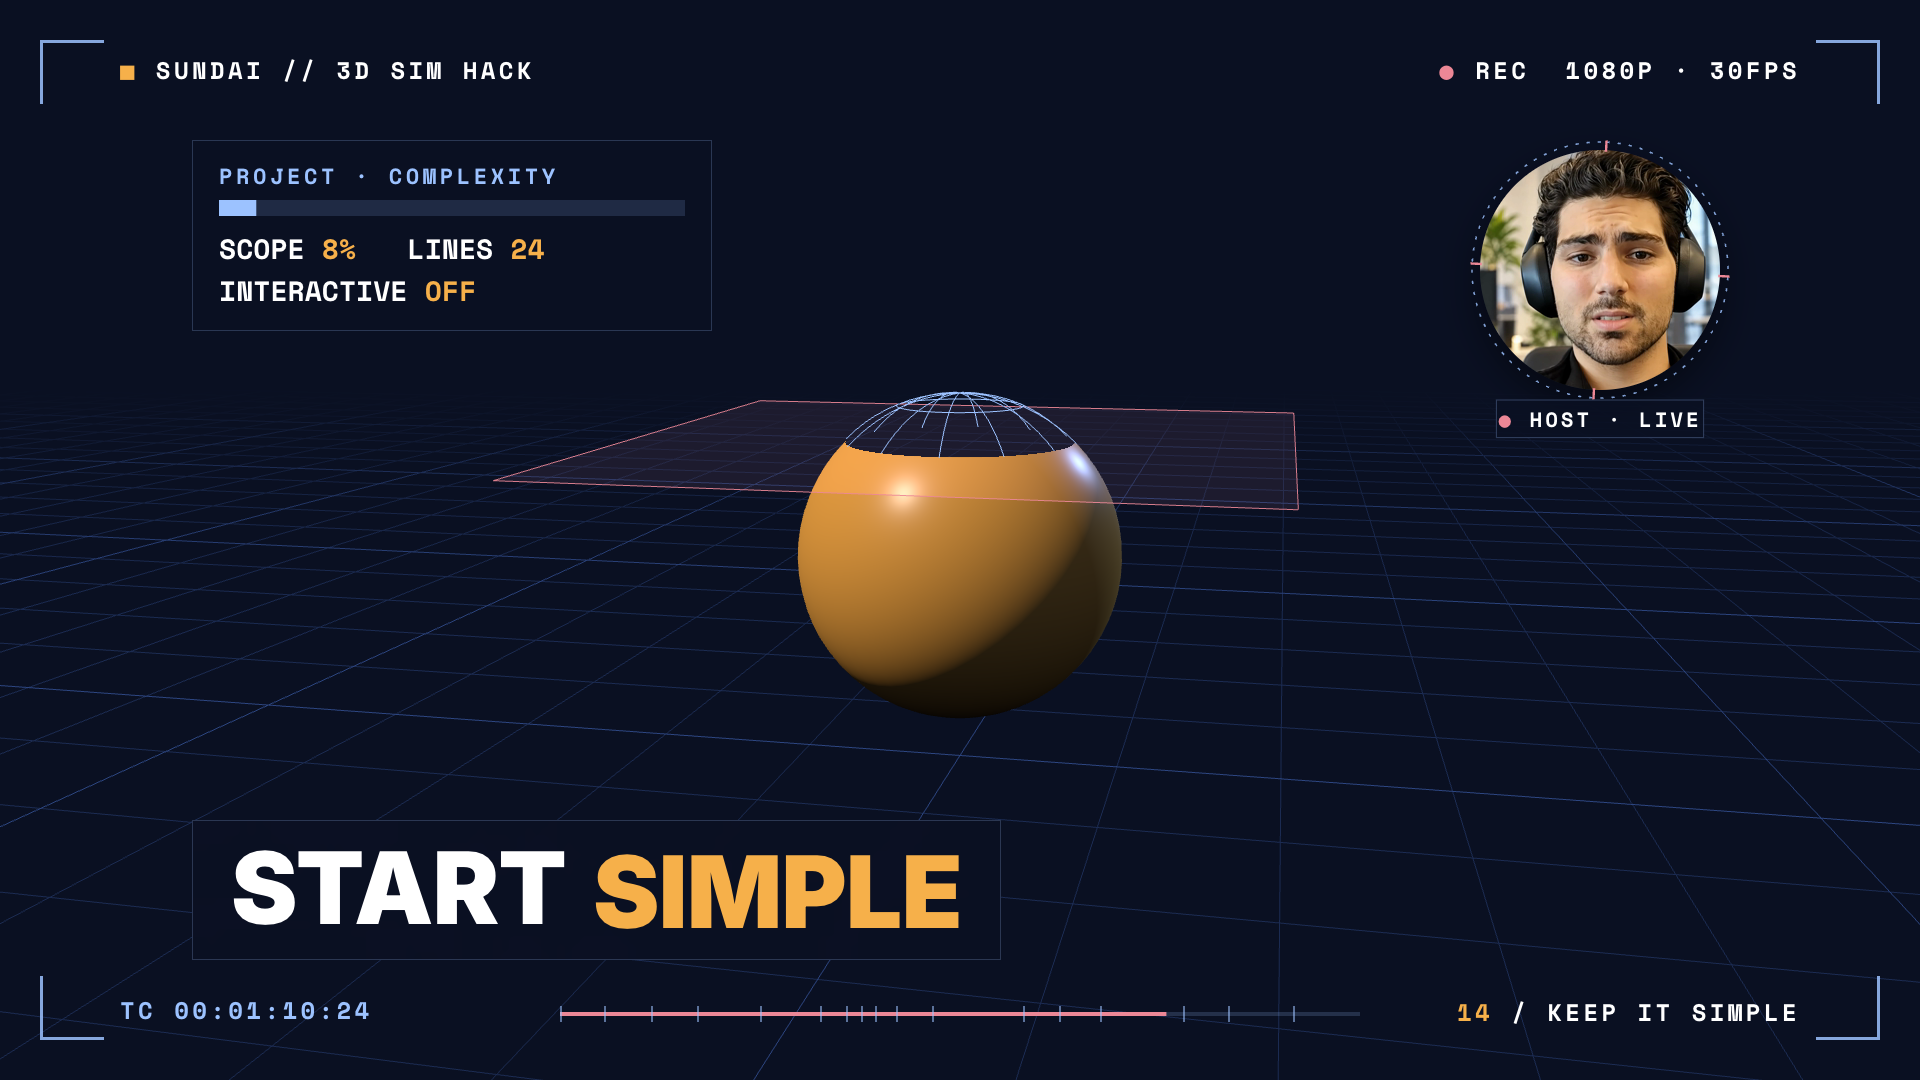 SUNDAI // 3D SIM HACK
REC 1080P · 30FPS
PROJECT · COMPLEXITY
SCOPE 8% LINES 24
INTERACTIVE OFF
HOST · LIVE
START SIMPLE
TC 00:01:10:24
14 / KEEP IT SIMPLE